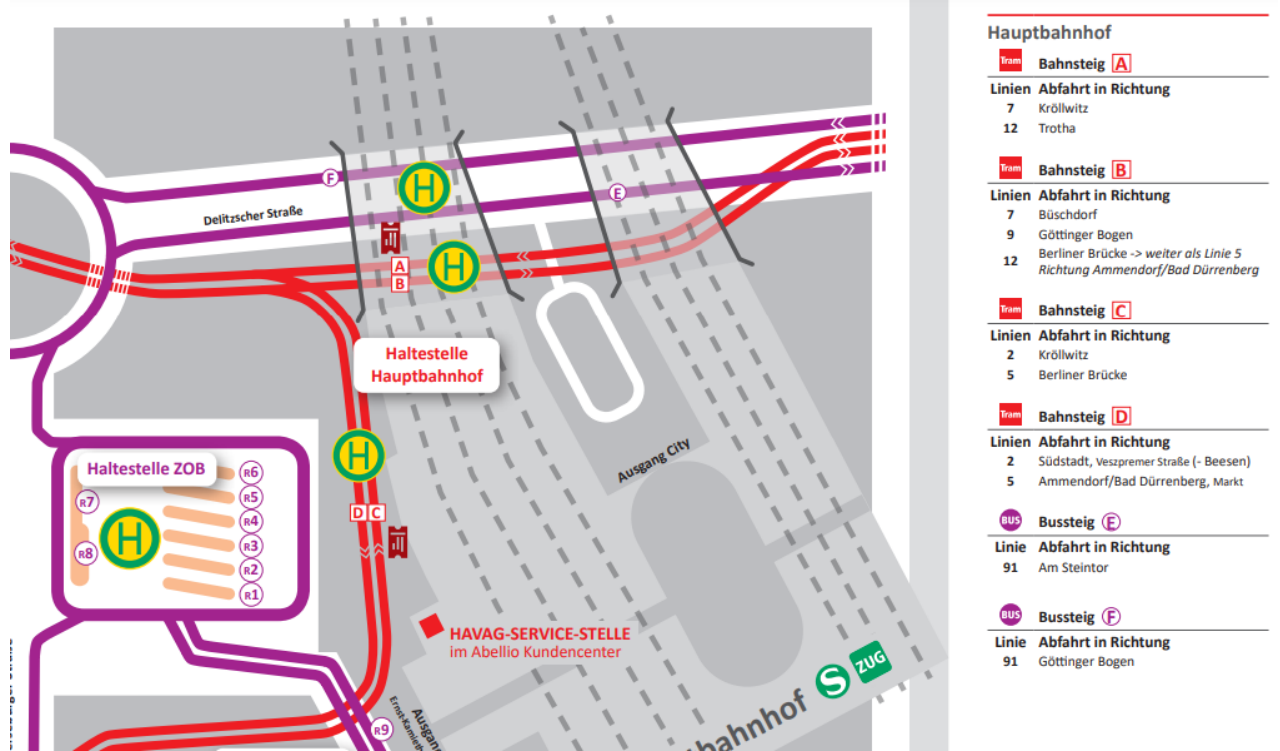 F
H
E
Delitzscher Straße
A
B
H
Haltestelle
Hauptbahnhof
H
D C
Haltestelle ZOB
H
R7
R8
R6
R5
R4
R3
R2
R1
Ausgang City
HAVAG-SERVICE-STELLE
im Abellio Kundencenter
S ZUG
R9
Ausgang
Hauptbahnhof
Tram Bahnsteig A
Linien Abfahrt in Richtung
7 Kröllwitz
12 Trotha
Tram Bahnsteig B
Linien Abfahrt in Richtung
7 Büschdorf
9 Göttinger Bogen
12 Berliner Brücke -> weiter als Linie 5
Richtung Ammendorf/Bad Dürrenberg
Tram Bahnsteig C
Linien Abfahrt in Richtung
2 Kröllwitz
5 Berliner Brücke
Tram Bahnsteig D
Linien Abfahrt in Richtung
2 Südstadt, Veszpremer Straße (- Beesen)
5 Ammendorf/Bad Dürrenberg, Markt
BUS Bussteig E
Linie Abfahrt in Richtung
91 Am Steintor
BUS Bussteig F
Linie Abfahrt in Richtung
91 Göttinger Bogen